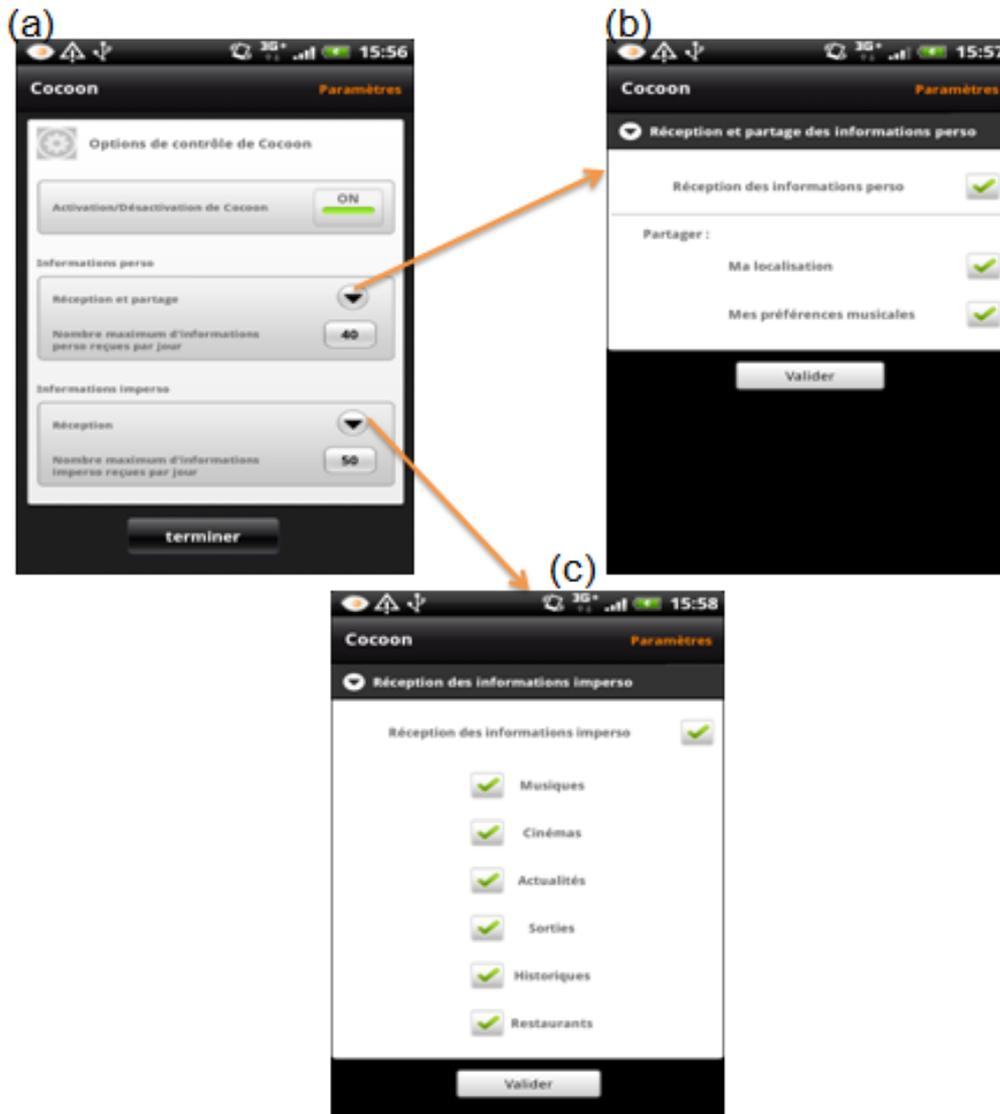 (a)
3G+ 15:56
Cocoon Paramètres
Options de contrôle de Cocoon
Activation/Désactivation de Cocoon ON
Informations perso
Réception et partage
Nombre maximum d'informations
perso reçues par jour 40
Informations imperso
Réception
Nombre maximum d'informations
imperso reçues par jour 50
terminer
(b)
3G+ 15:57
Cocoon Paramètres
Réception et partage des informations perso
Réception des informations perso
Partager :
Ma localisation
Mes préférences musicales
Valider
(c)
3G+ 15:58
Cocoon Paramètres
Réception des informations imperso
Réception des informations imperso
Musiques
Cinémas
Actualités
Sorties
Historiques
Restaurants
Valider